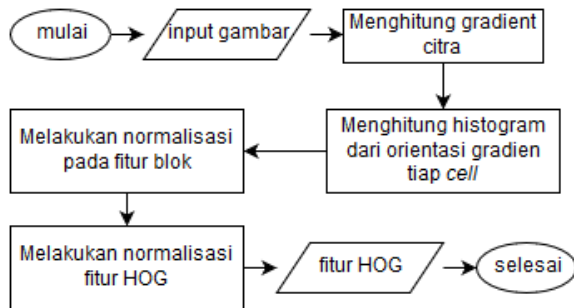 mulai
input gambar
Menghitung gradient
citra
Menghitung histogram
dari orientasi gradien
tiap cell
Melakukan normalisasi
pada fitur blok
Melakukan normalisasi
fitur HOG
fitur HOG
selesai